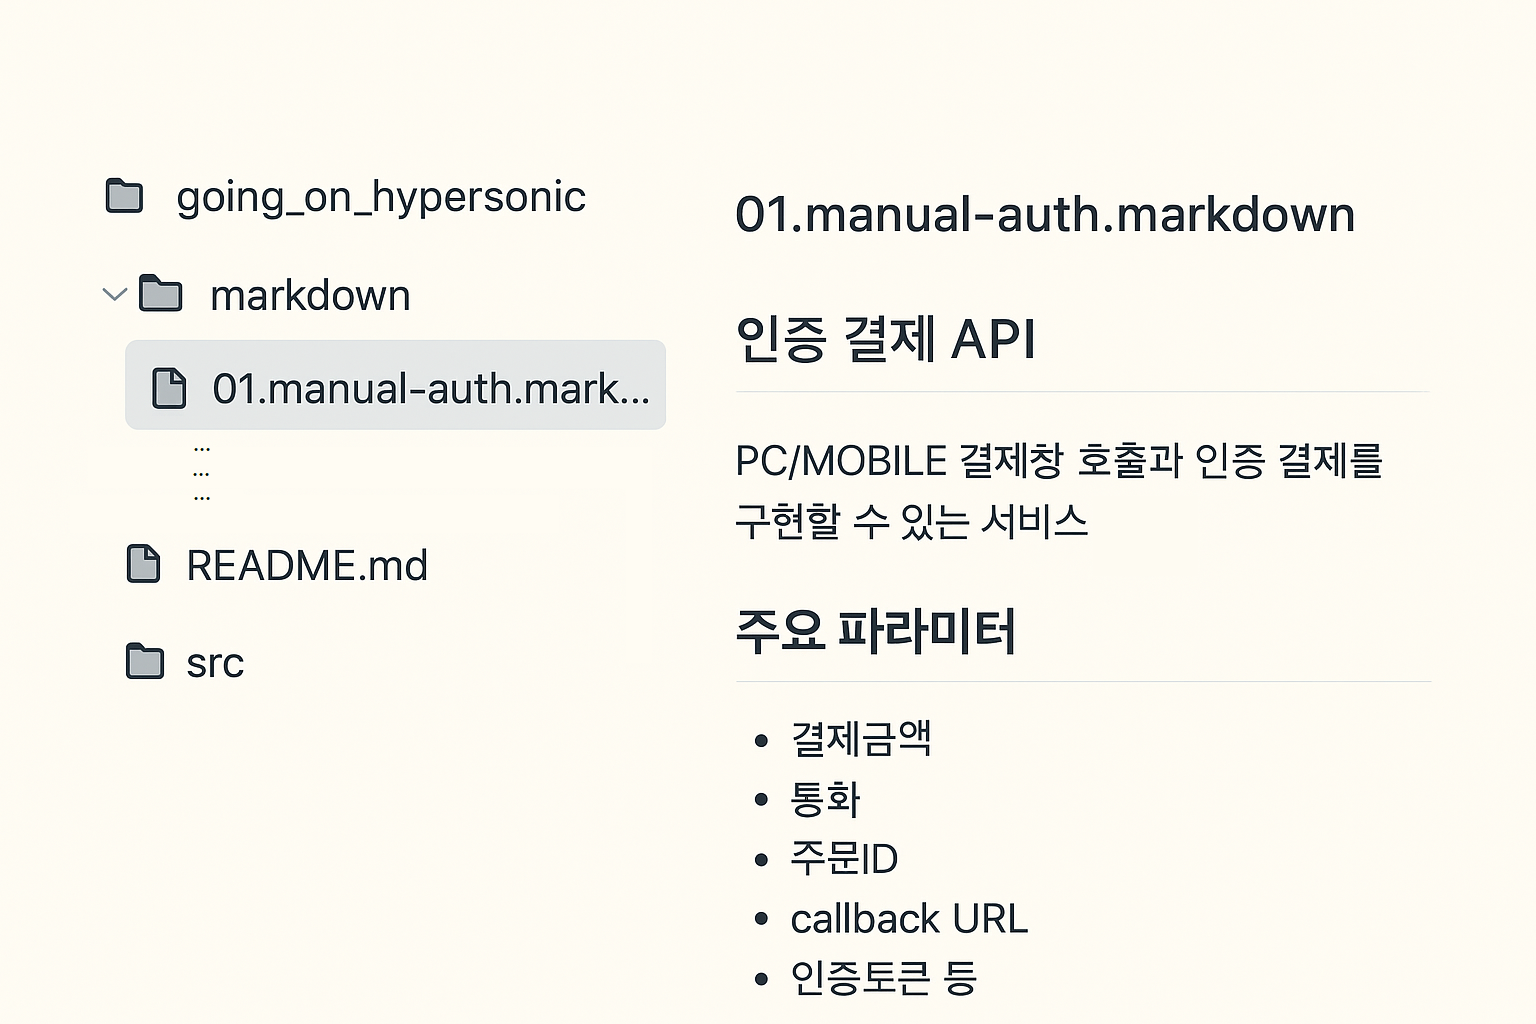 going_on_hypersonic
markdown
01.manual-auth.mark...
...
...
...
README.md
src
01.manual-auth.markdown
인증 결제 API
PC/MOBILE 결제창 호출과 인증 결제를
구현할 수 있는 서비스
주요 파라미터
• 결제금액
• 통화
• 주문ID
• callback URL
• 인증토큰 등